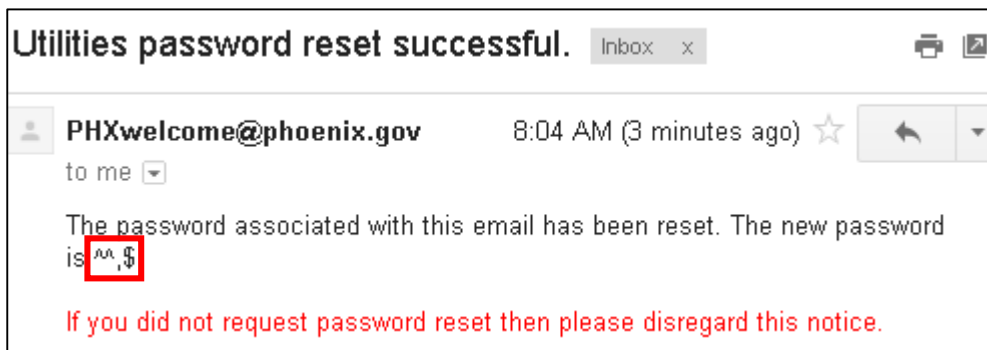 Utilities password reset successful. Inbox x
PHXwelcome@phoenix.gov 8:04 AM (3 minutes ago)
to me
The password associated with this email has been reset. The new password
is ^^,$
If you did not request password reset then please disregard this notice.